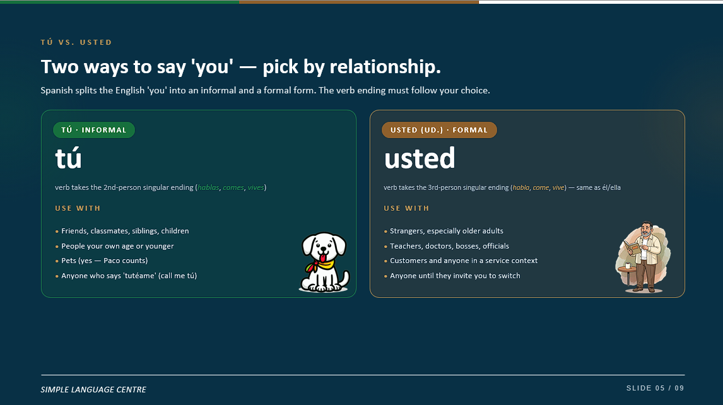 TÚ VS. USTED
Two ways to say 'you' — pick by relationship.
Spanish splits the English 'you' into an informal and a formal form. The verb ending must follow your choice.
TÚ · INFORMAL
tú
verb takes the 2nd-person singular ending (hablas, comes, vives)
USE WITH
• Friends, classmates, siblings, children
• People your own age or younger
• Pets (yes — Paco counts)
• Anyone who says 'tutéame' (call me tú)
USTED (UD.) · FORMAL
usted
verb takes the 3rd-person singular ending (habla, come, vive) — same as él/ella
USE WITH
• Strangers, especially older adults
• Teachers, doctors, bosses, officials
• Customers and anyone in a service context
• Anyone until they invite you to switch
SIMPLE LANGUAGE CENTRE
SLIDE 05 / 09